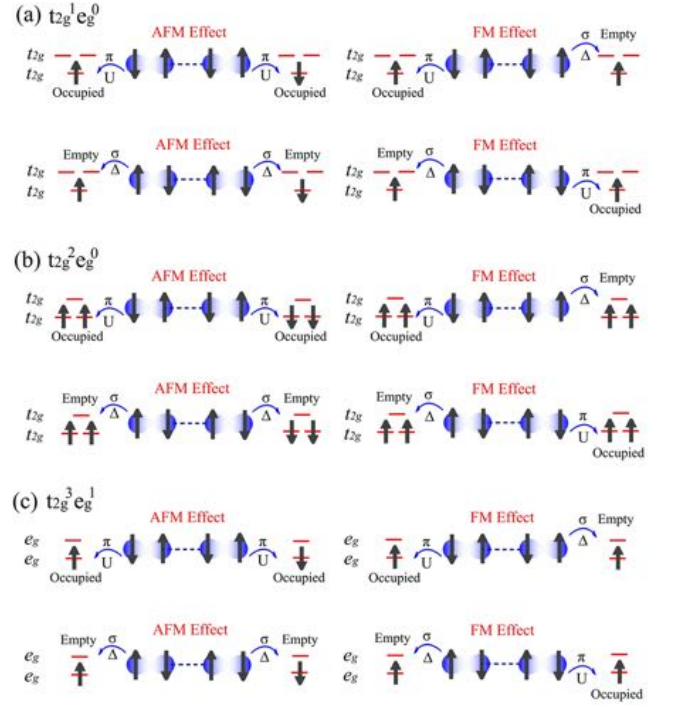 (a) t2g¹eg⁰
AFM Effect FM Effect
t2g π π t2g π σ Empty
t2g U U t2g U Δ
Occupied Occupied Occupied
AFM Effect FM Effect
Empty σ σ Empty Empty σ
t2g Δ Δ t2g Δ π
t2g t2g U
Occupied
(b) t2g²eg⁰
AFM Effect FM Effect
σ Empty
t2g π π t2g π Δ
t2g U U t2g U
Occupied Occupied Occupied
AFM Effect FM Effect
Empty σ σ Empty Empty σ
t2g Δ Δ t2g Δ π
t2g t2g U
Occupied
(c) t2g³eg¹
AFM Effect FM Effect
σ Empty
eg π π eg π Δ
eg U U eg U
Occupied Occupied Occupied
AFM Effect FM Effect
Empty σ σ Empty Empty σ
eg Δ Δ eg Δ π
eg eg U
Occupied